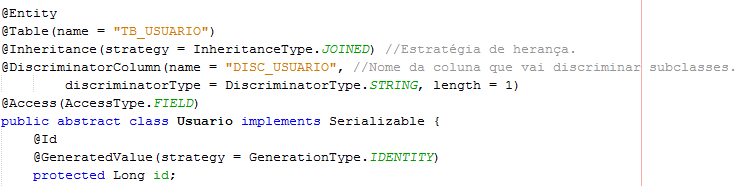 @Entity
@Table(name = "TB_USUARIO")
@Inheritance(strategy = InheritanceType.JOINED) //Estratégia de herança.
@DiscriminatorColumn(name = "DISC_USUARIO", //Nome da coluna que vai discriminar subclasses.
        discriminatorType = DiscriminatorType.STRING, length = 1)
@Access(AccessType.FIELD)
public abstract class Usuario implements Serializable {
    @Id
    @GeneratedValue(strategy = GenerationType.IDENTITY)
    protected Long id;